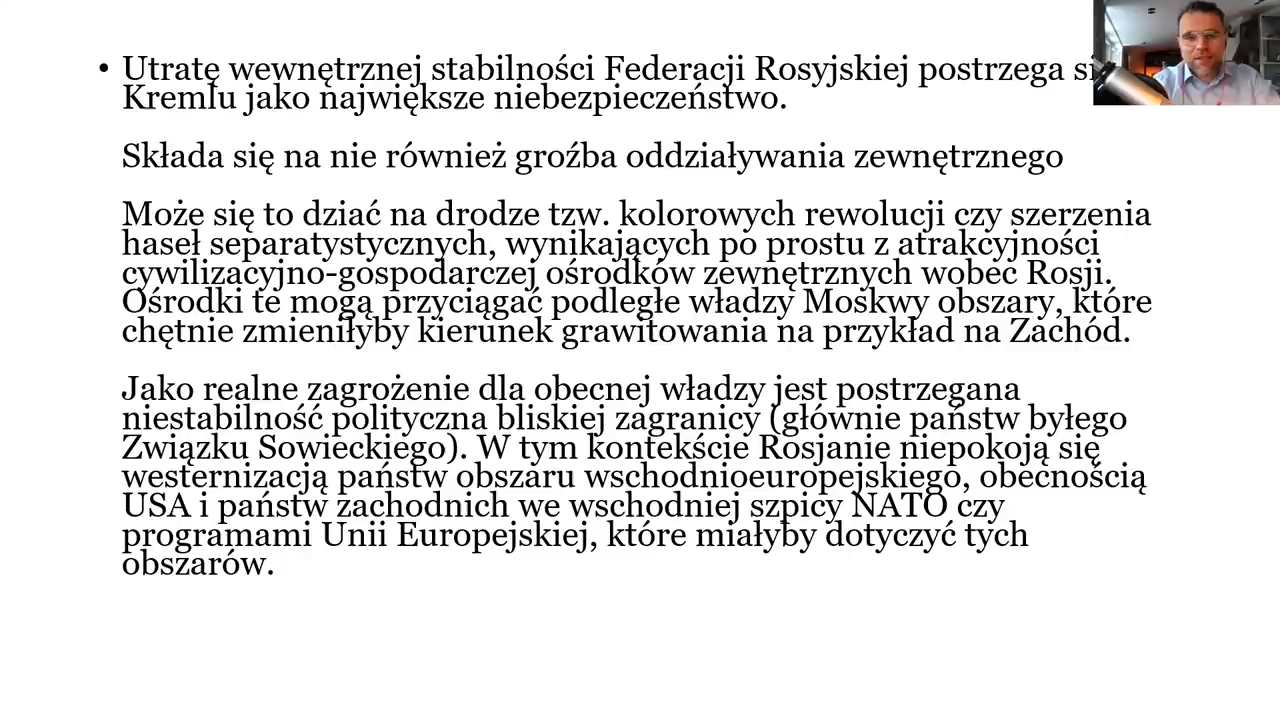 • Utratę wewnętrznej stabilności Federacji Rosyjskiej postrzega
Kremlu jako największe niebezpieczeństwo.
Składa się na nie również groźba oddziaływania zewnętrznego
Może się to dziać na drodze tzw. kolorowych rewolucji czy szerzenia
haseł separatystycznych, wynikających po prostu z atrakcyjności
cywilizacyjno-gospodarczej ośrodków zewnętrznych wobec Rosji.
Ośrodki te mogą przyciągać podległe władzy Moskwy obszary, które
chętnie zmieniłyby kierunek grawitowania na przykład na Zachód.
Jako realne zagrożenie dla obecnej władzy jest postrzegana
niestabilność polityczna bliskiej zagranicy (głównie państw byłego
Związku Sowieckiego). W tym kontekście Rosjanie niepokoją się
westernizacją państw obszaru wschodnioeuropejskiego, obecnością
USA i państw zachodnich we wschodniej szpicy NATO czy
programami Unii Europejskiej, które miałyby dotyczyć tych
obszarów.